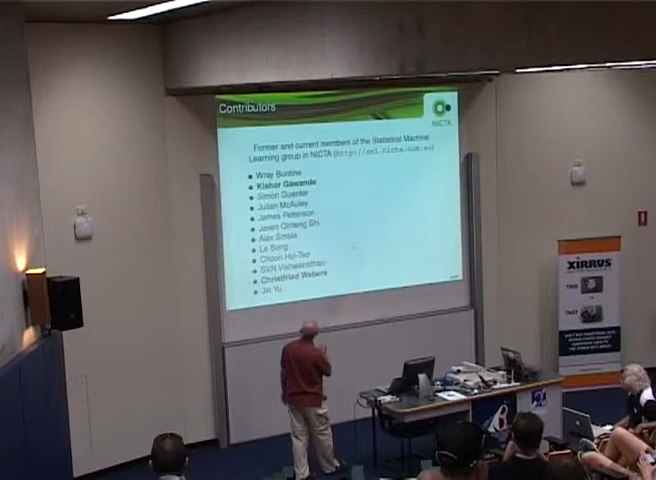 Contributors
NICTA
Former and current members of the Statistical Machine
Learning group in NICTA (http://sml.nicta.com.au)
Wray Buntine
Kishor Gawande
Simon Guenter
Julian McAuley
James Petterson
Javen Qinfeng Shi
Alex Smola
Le Song
Choon Hui-Teo
SVN Vishwanathan
Christfried Webers
Jin Yu
XIRRUS
THIS
THAT